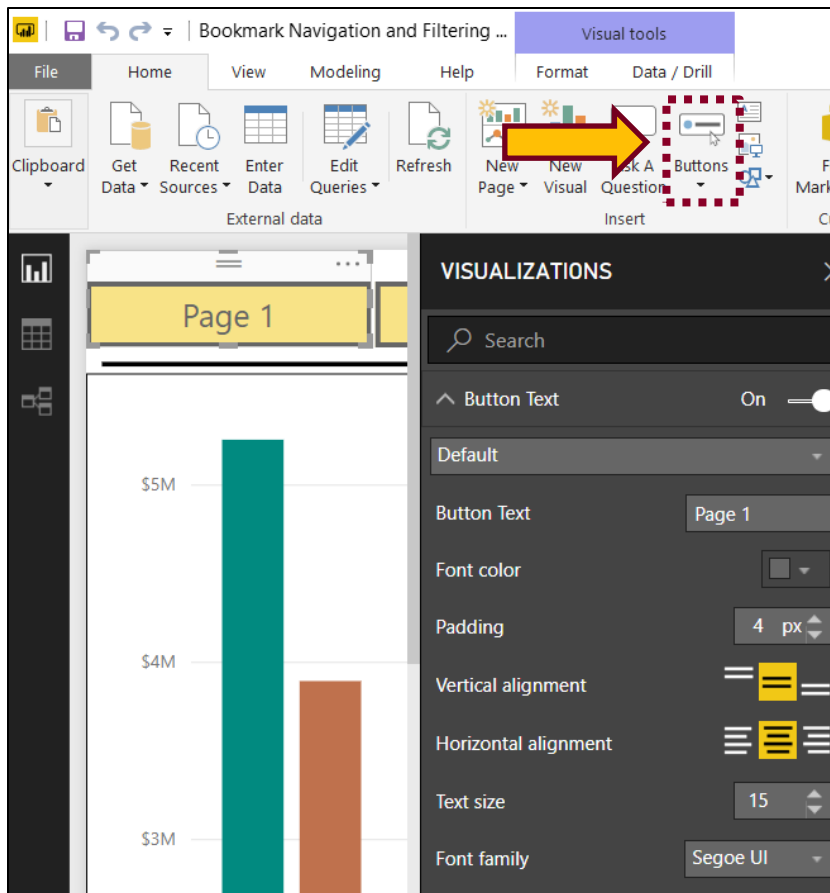 Bookmark Navigation and Filtering ...
Visual tools
File Home View Modeling Help Format Data / Drill
Clipboard
Get Data
Recent Sources
Enter Data
Edit Queries
Refresh
New Page
New Visual
Question
Buttons
External data
Insert
VISUALIZATIONS
Page 1
Search
Button Text On
Default
Button Text Page 1
Font color
Padding 4 px
Vertical alignment
Horizontal alignment
Text size 15
Font family Segoe UI
$5M
$4M
$3M